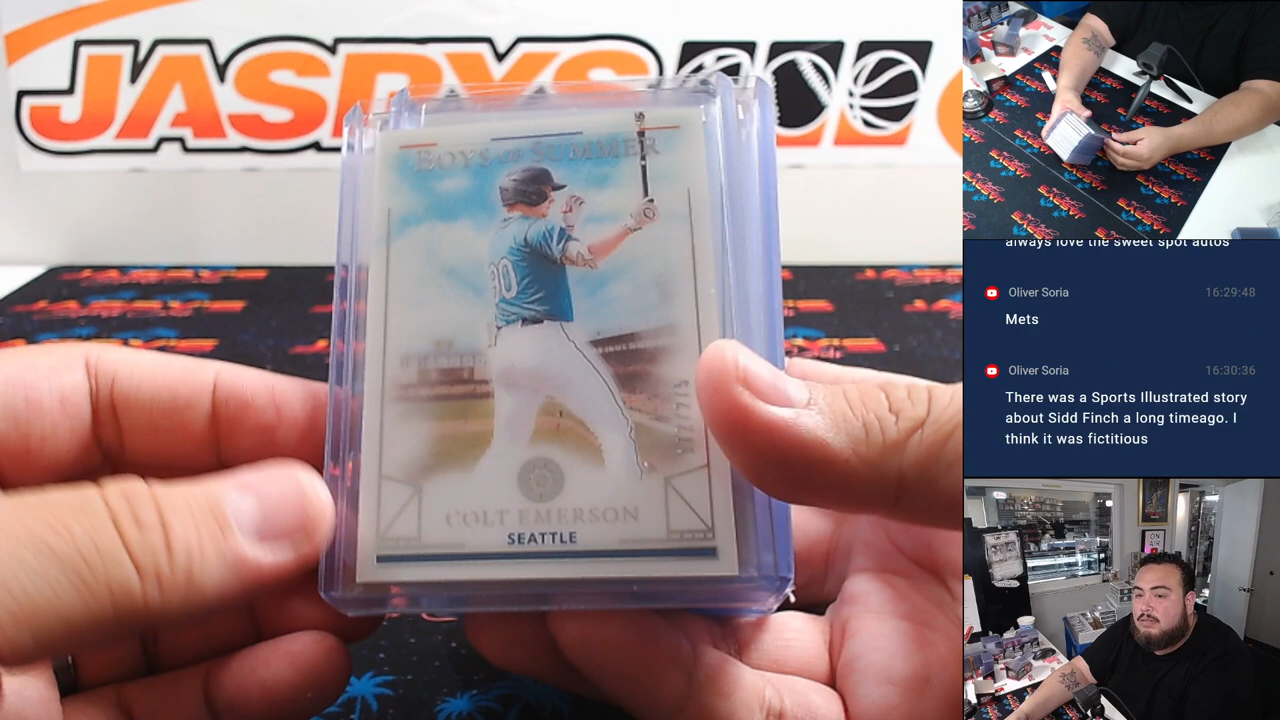 JASPYS
BOYS of SUMMER
COLT EMERSON
SEATTLE
always love the sweet spot autos
Oliver Soria 16:29:48
Mets
Oliver Soria 16:30:36
There was a Sports Illustrated story
about Sidd Finch a long timeago. I
think it was fictitious
ON
AIR